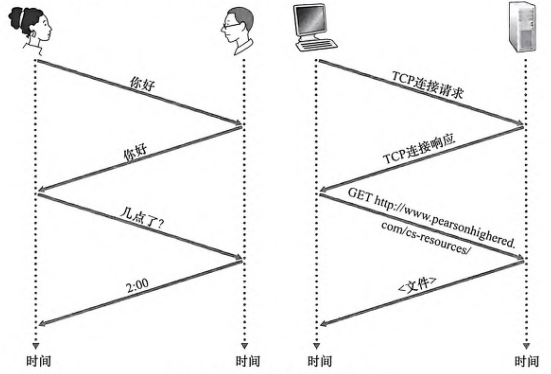 你好
你好
几点了?
2:00
时间
时间
TCP连接请求
TCP连接响应
GET http://www.pearsonhighered.
com/cs-resources/
<文件>
时间
时间